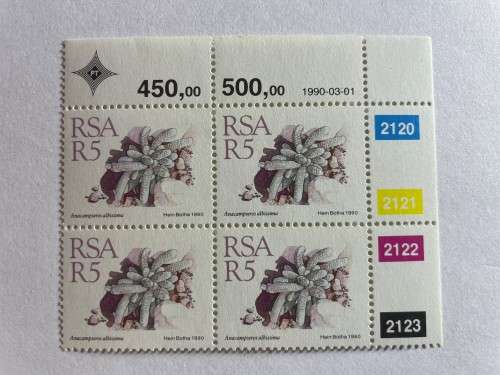 PT
450,00 500,00 1990-03-01
RSA
R5
Anacampseros albissima Hein Botha 1990
RSA
R5
Anacampseros albissima Hein Botha 1990
2120
2121
RSA
R5
Anacampseros albissima Hein Botha 1990
RSA
R5
Anacampseros albissima Hein Botha 1990
2122
2123